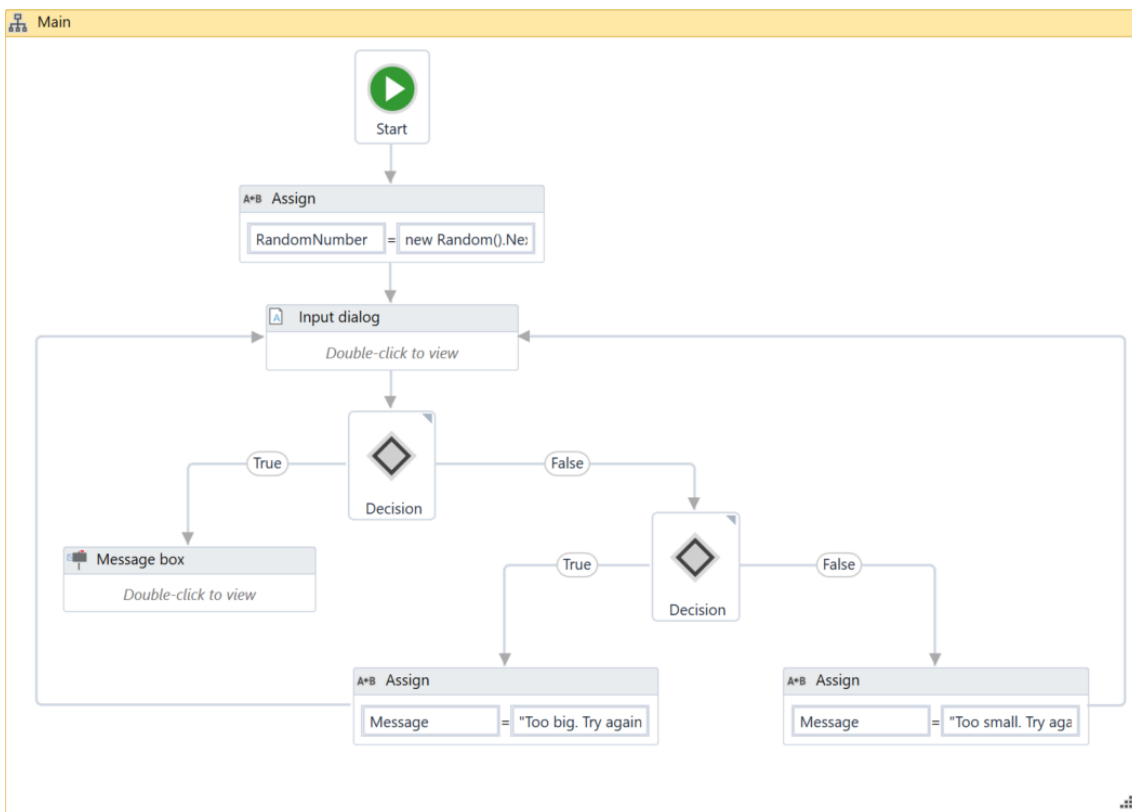 Main
Start
A+B Assign
RandomNumber = new Random().Nex
Input dialog
Double-click to view
Decision
True
False
Message box
Double-click to view
Decision
True
False
A+B Assign
Message = "Too big. Try again
A+B Assign
Message = "Too small. Try aga